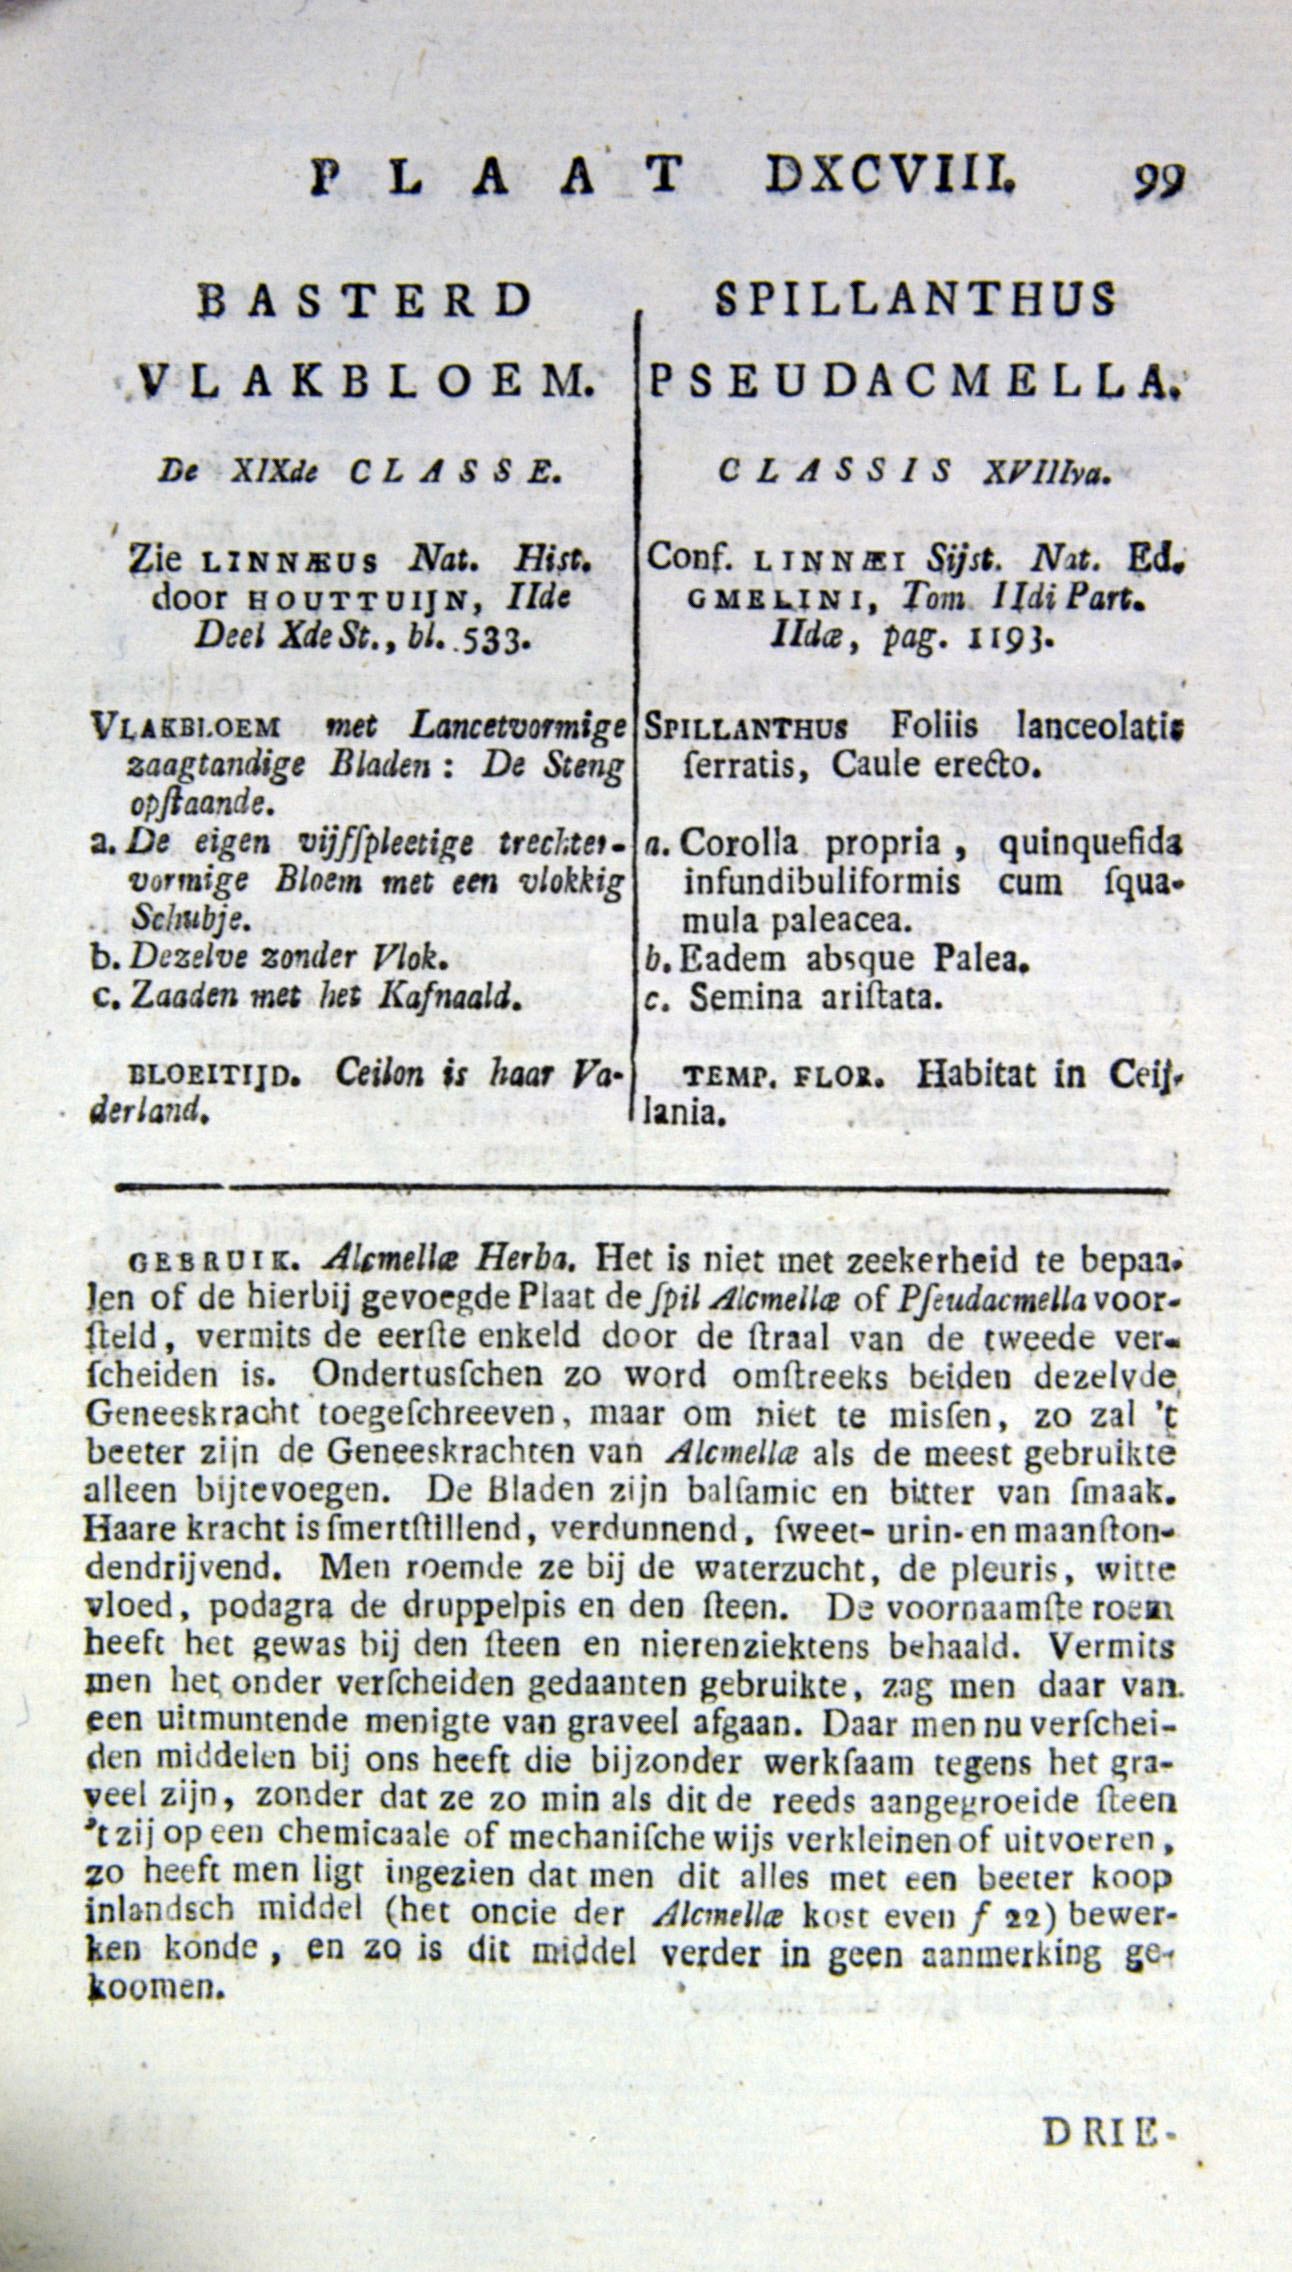 PLAAT DXCVIII. 99
BASTERD
VLAKBLOEM.
De XIXde CLASSE.
Zie LINNÆUS Nat. Hist.
door HOUTTUIJN, IIde
Deel Xde St., bl. 533.
VLAKBLOEM met Lancetvormige
zaagtandige Bladen: De Steng
opſtaande.
a. De eigen vijfſpleetige trechter-
vormige Bloem met een vlokkig
Schubje.
b. Dezelve zonder Vlok.
c. Zaaden met het Kafnaald.
BLOEITIJD. Ceilon is haar Va-
derland.
SPILLANTHUS
PSEUDACMELLA.
CLASSIS XVIIIva.
Conf. LINNÆI Sijst. Nat. Ed.
GMELINI, Tom IIdi Part.
IIdæ, pag. 1193.
SPILLANTHUS Foliis lanceolatis
ſerratis, Caule erecto.
a. Corolla propria, quinquefida
infundibuliformis cum ſqua-
mula paleacea.
b. Eadem absque Palea.
c. Semina ariſtata.
TEMP. FLOR. Habitat in Ceij-
lania.
GEBRUIK. Alcmellæ Herba. Het is niet met zeekerheid te bepaa-
len of de hierbij gevoegde Plaat de ſpil Alcmellæ of Pſeudacmella voor-
ſteld, vermits de eerſte enkeld door de ſtraal van de tweede ver-
ſcheiden is. Ondertusſchen zo word omſtreeks beiden dezelvde
Geneeskracht toegeſchreeven, maar om niet te misſen, zo zal 't
beeter zijn de Geneeskrachten van Alcmellæ als de meest gebruikte
alleen bijtevoegen. De Bladen zijn balſamic en bitter van ſmaak.
Haare kracht is ſmertſtillend, verdunnend, ſweet- urin- en maanſton-
dendrijvend. Men roemde ze bij de waterzucht, de pleuris, witte
vloed, podagra de druppelpis en den ſteen. De voornaamſte roem
heeft het gewas bij den ſteen en nierenziektens behaald. Vermits
men het onder verſcheiden gedaanten gebruikte, zag men daar van
een uitmuntende menigte van graveel afgaan. Daar men nu verſchei-
den middelen bij ons heeft die bijzonder werkſaam tegens het gra-
veel zijn, zonder dat ze zo min als dit de reeds aangegroeide ſteen
't zij op een chemicaale of mechaniſche wijs verkleinen of uitvoeren,
zo heeft men ligt ingezien dat men dit alles met een beeter koop
inlandsch middel (het oncie der Alcmellæ kost even f 22) bewer-
ken konde, en zo is dit middel verder in geen aanmerking ge-
koomen.
DRIE-